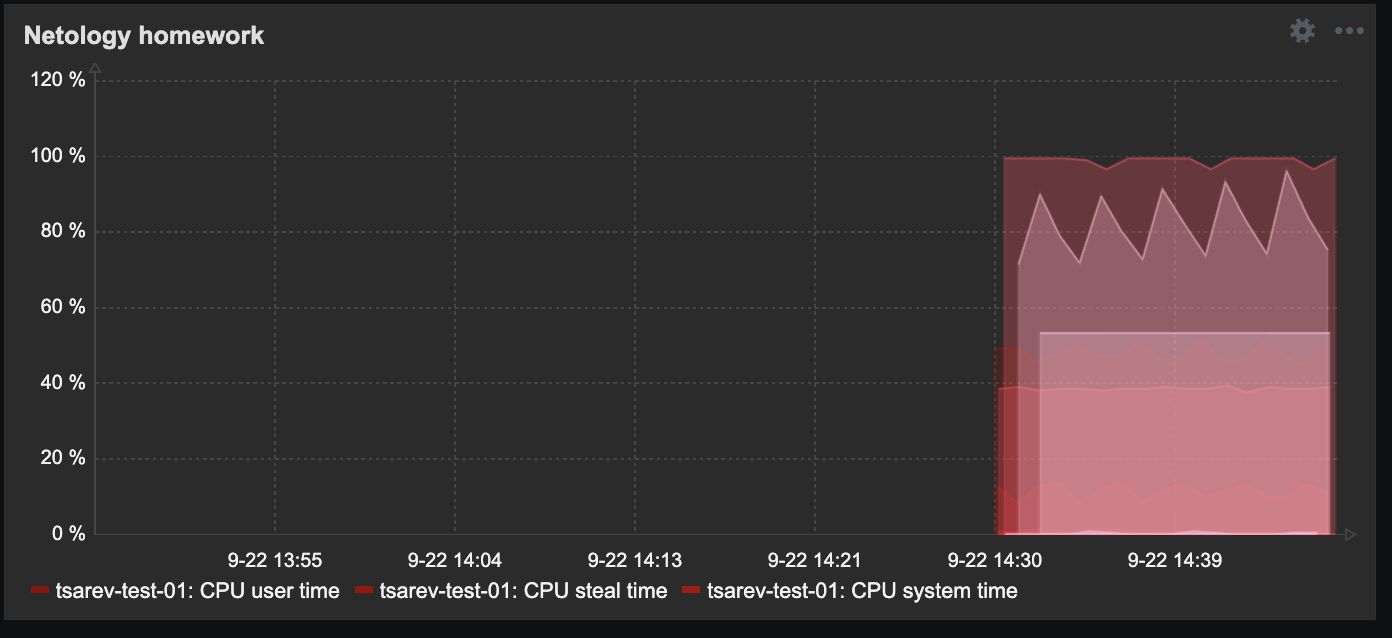 Netology homework
120 %
100 %
80 %
60 %
40 %
20 %
0 %
9-22 13:55 9-22 14:04 9-22 14:13 9-22 14:21 9-22 14:30 9-22 14:39
tsarev-test-01: CPU user time tsarev-test-01: CPU steal time tsarev-test-01: CPU system time